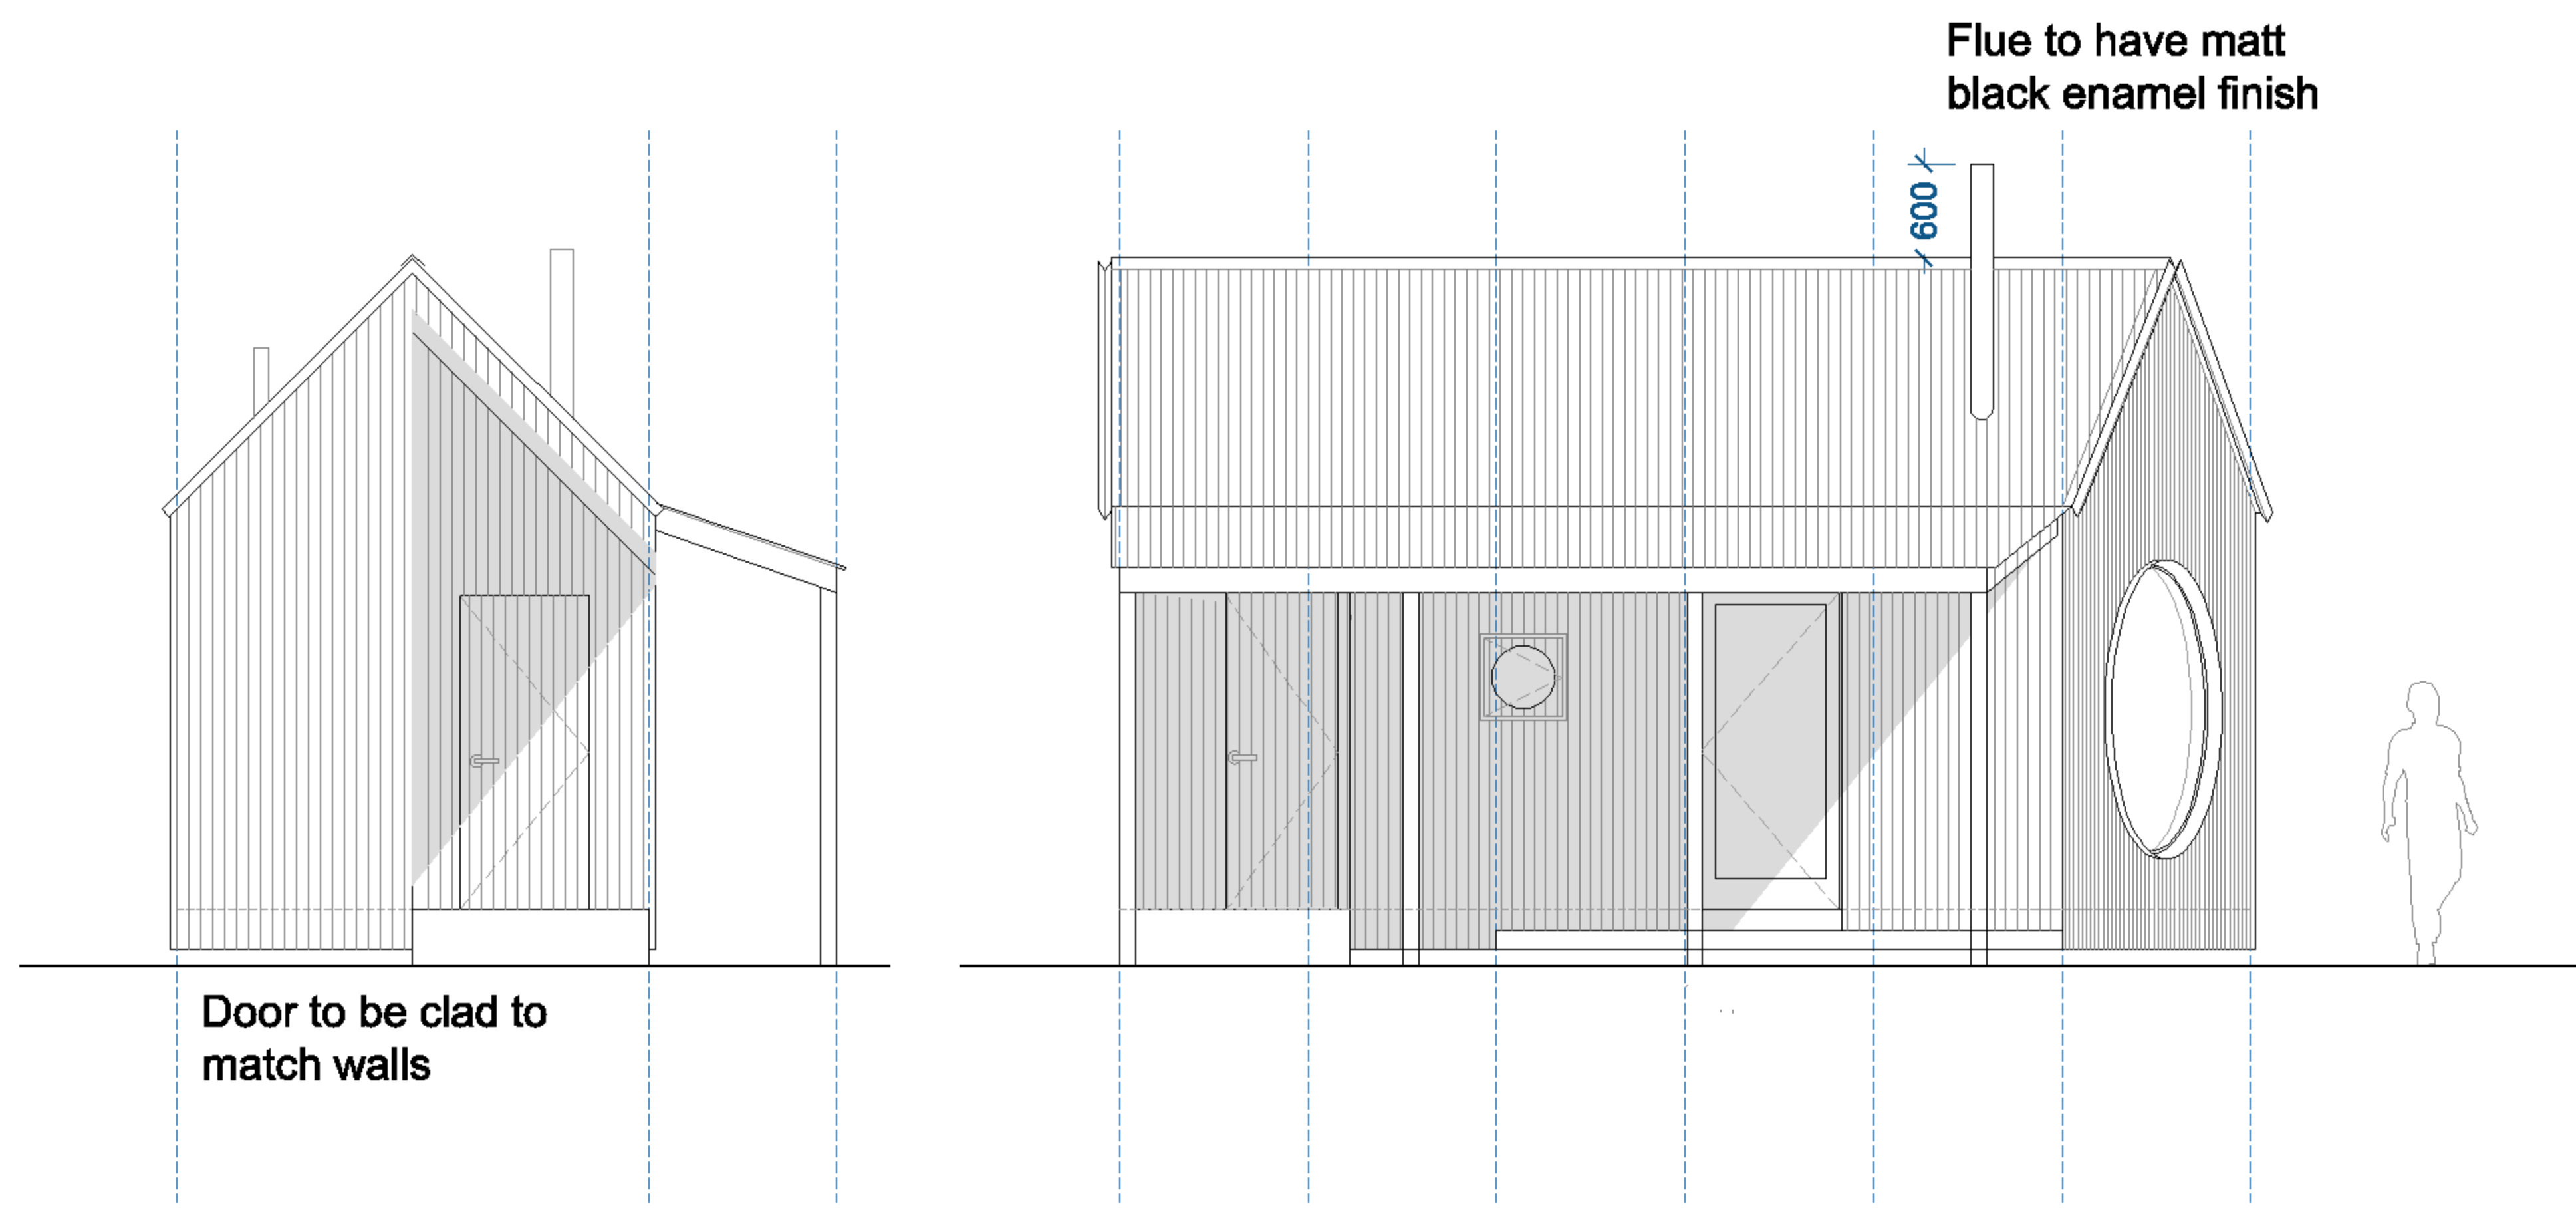 Flue to have matt
black enamel finish
600
Door to be clad to
match walls